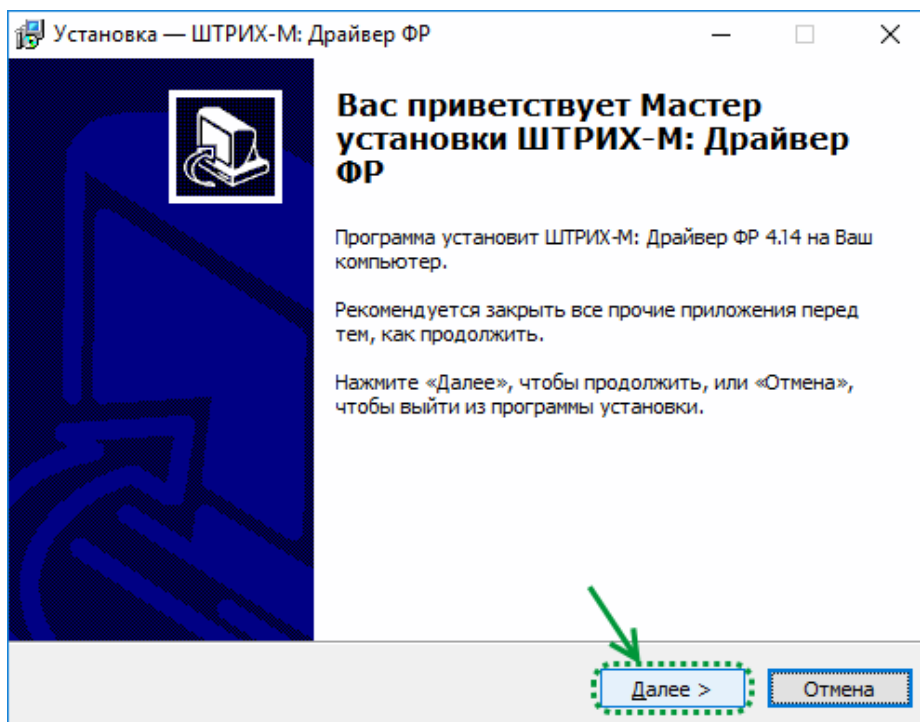 Установка — ШТРИХ-М: Драйвер ФР
Вас приветствует Мастер
установки ШТРИХ-М: Драйвер
ФР
Программа установит ШТРИХ-М: Драйвер ФР 4.14 на Ваш
компьютер.
Рекомендуется закрыть все прочие приложения перед
тем, как продолжить.
Нажмите «Далее», чтобы продолжить, или «Отмена»,
чтобы выйти из программы установки.
Далее >
Отмена